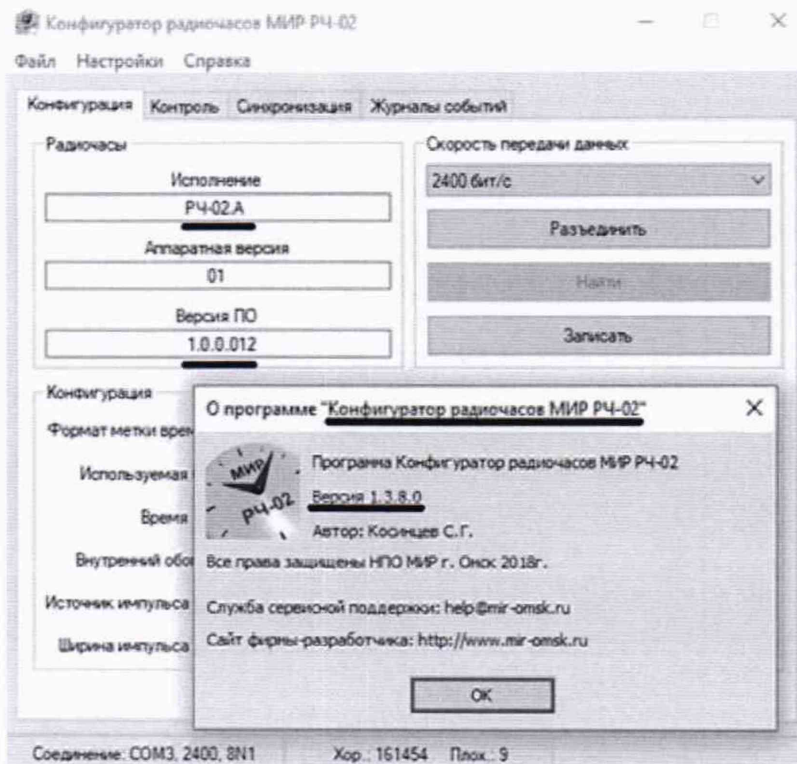 Конфигуратор радиочасов МИР РЧ-02
Файл Настройки Справка
Конфигурация Контроль Синхронизация Журналы событий
Радиочасы
Исполнение
РЧ-02.А
Аппаратная версия
01
Версия ПО
1.0.0.012
Скорость передачи данных
2400 бит/с
Разъединить
Найти
Записать
Конфигурация
Формат метки врем
Используемая
Время
Внутренний обог
Источник импульса
Ширина импульса
О программе "Конфигуратор радиочасов МИР РЧ-02"
МИР
РЧ-02
Программа Конфигуратор радиочасов МИР РЧ-02
Версия 1.3.8.0
Автор: Косинцев С.Г.
Все права защищены НПО МИР г. Омск 2018г.
Служба сервисной поддержки: help@mir-omsk.ru
Сайт фирмы-разработчика: http://www.mir-omsk.ru
OK
Соединение: COM3, 2400, 8N1 Хор.: 161454 Плох.: 9